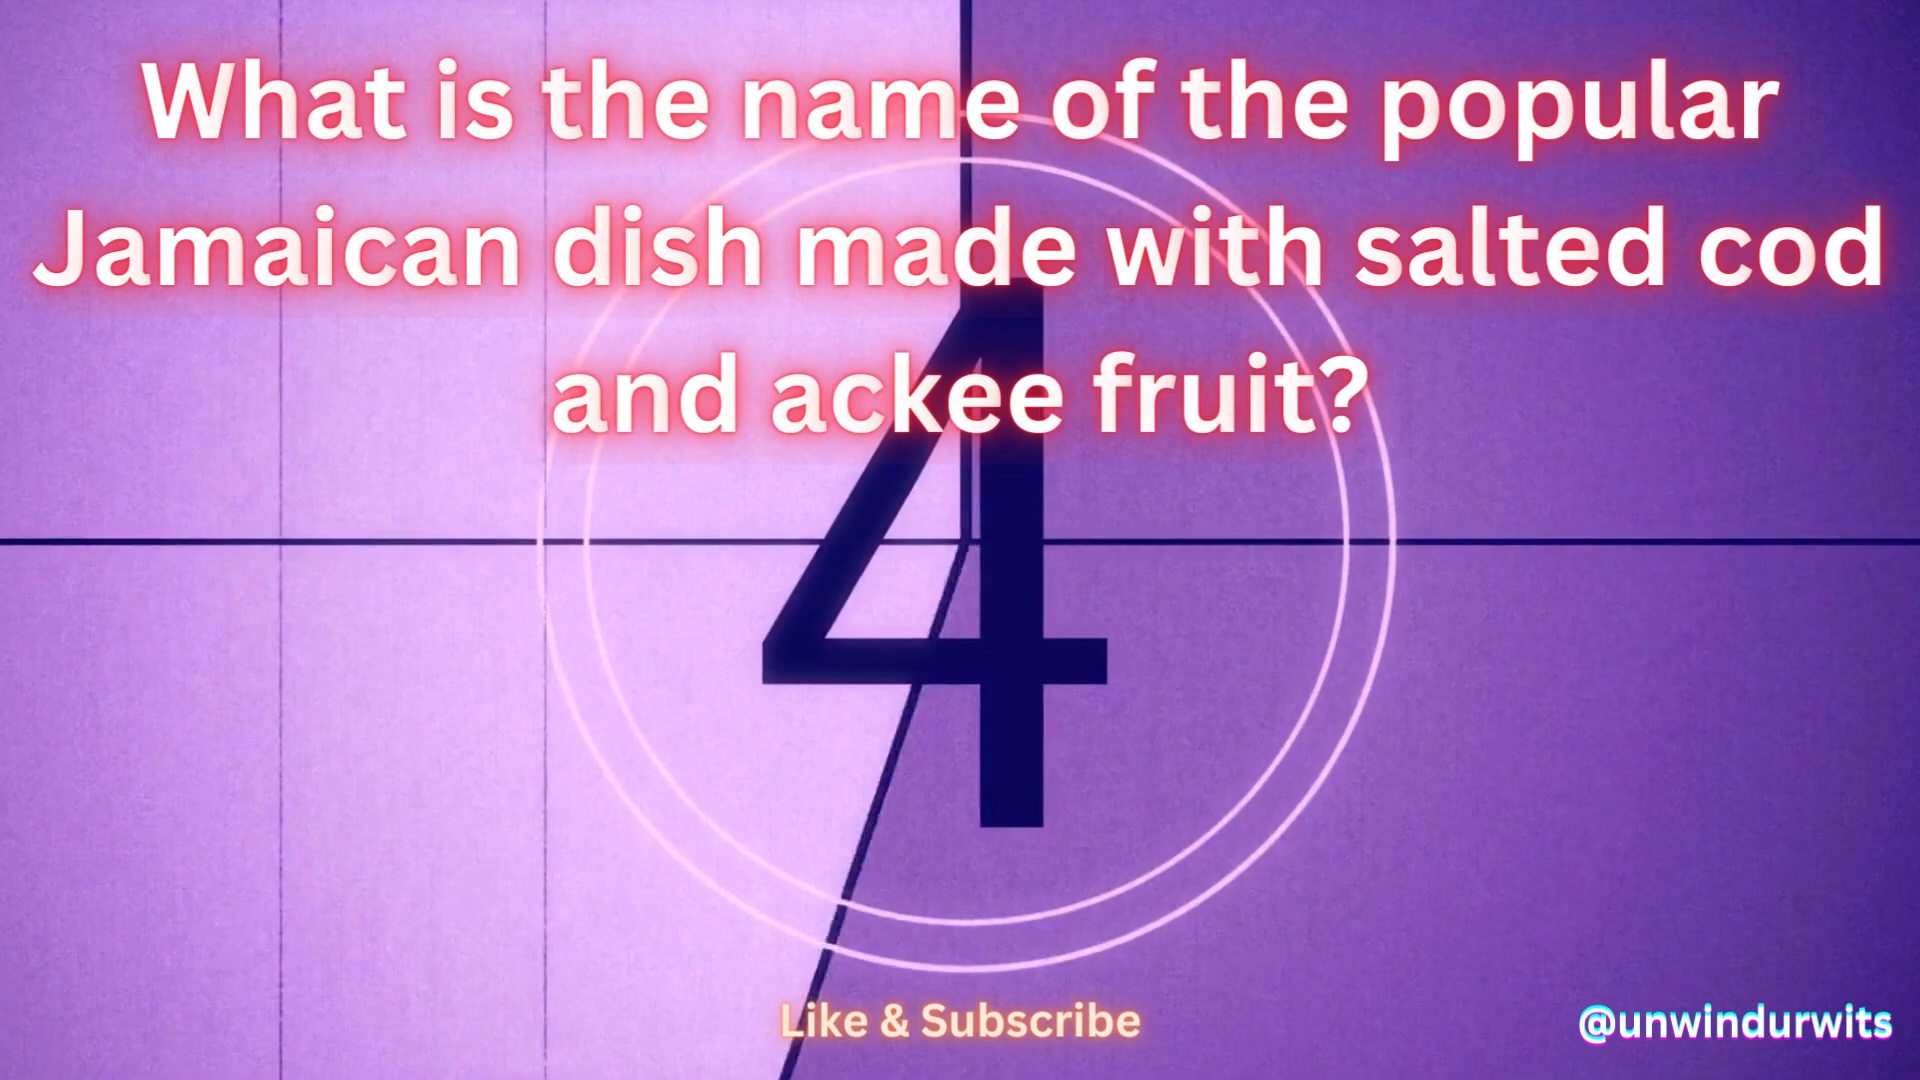 What is the name of the popular
Jamaican dish made with salted cod
and ackee fruit?
4
Like & Subscribe
@unwindurwits